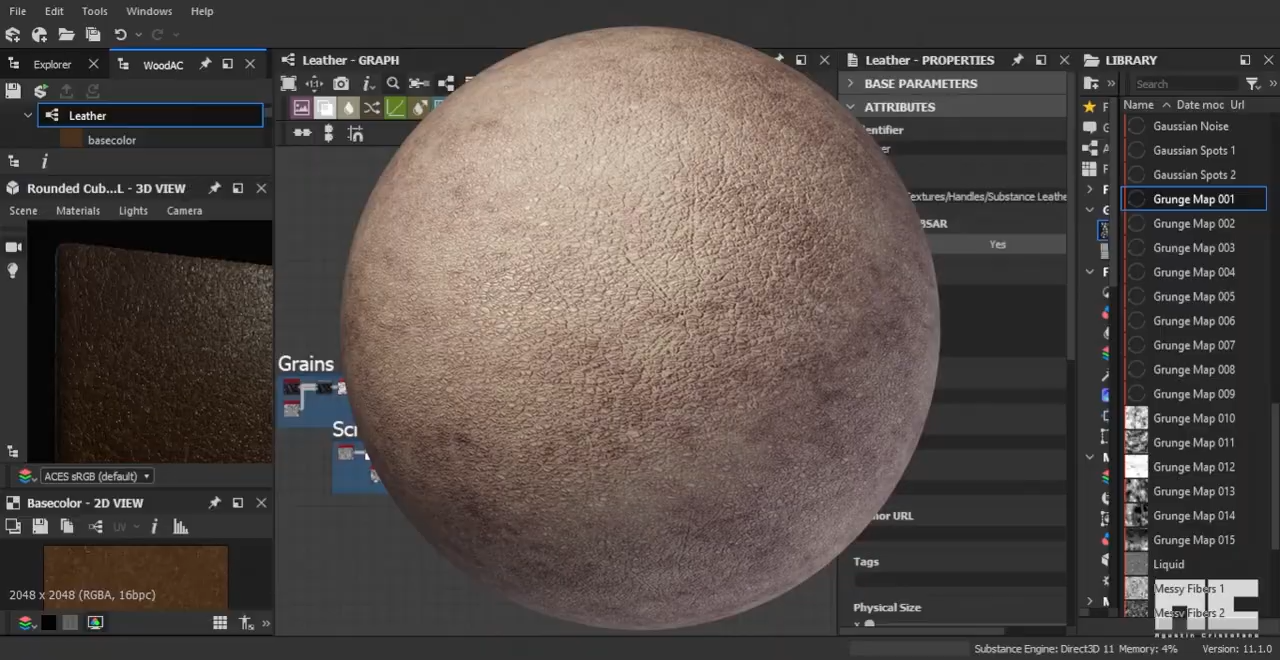 File Edit Tools Windows Help
Explorer
WoodAC
Leather
basecolor
Rounded Cub...L - 3D VIEW
Scene Materials Lights Camera
ACES sRGB (default)
Basecolor - 2D VIEW
UV
2048 x 2048 (RGBA, 16bpc)
Leather - GRAPH
Grains
Leather - PROPERTIES
BASE PARAMETERS
ATTRIBUTES
Yes
Tags
Physical Size
X
LIBRARY
Search
Name Date moc Url
Gaussian Noise
Gaussian Spots 1
Gaussian Spots 2
Grunge Map 001
Grunge Map 002
Grunge Map 003
Grunge Map 004
Grunge Map 005
Grunge Map 006
Grunge Map 007
Grunge Map 008
Grunge Map 009
Grunge Map 010
Grunge Map 011
Grunge Map 012
Grunge Map 013
Grunge Map 014
Grunge Map 015
Liquid
Messy Fibers 1
Messy Fibers 2
Substance Engine: Direct3D 11 Memory: 4% Version: 11.1.0